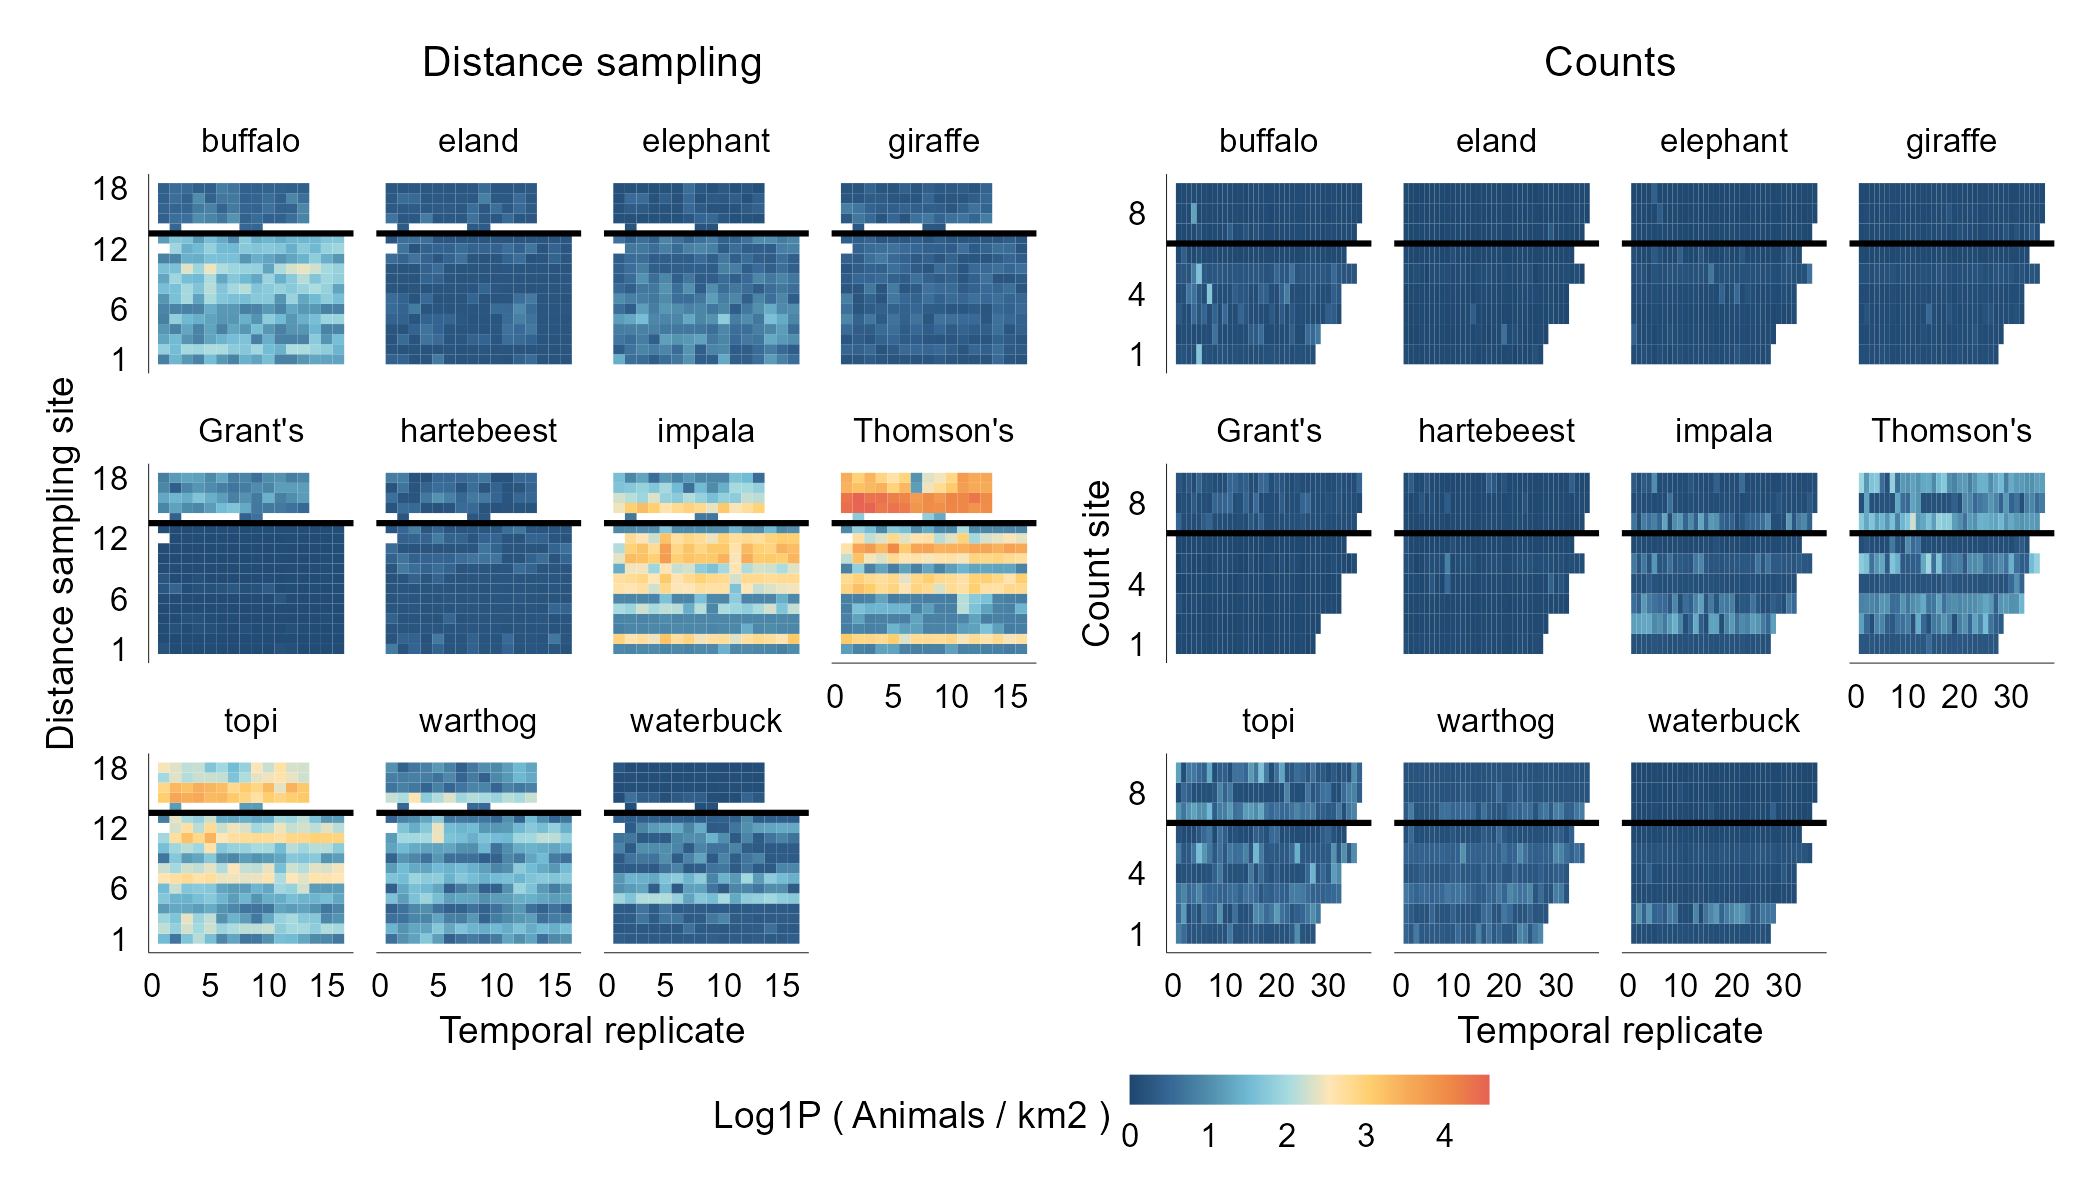 Distance sampling
Counts
buffalo eland elephant giraffe
buffalo eland elephant giraffe
18
12
6
1
8
4
1
Grant's hartebeest impala Thomson's
Grant's hartebeest impala Thomson's
18
12
6
1
8
4
1
0 5 10 15
0 10 20 30
topi warthog waterbuck
topi warthog waterbuck
18
12
6
1
8
4
1
0 5 10 15 0 5 10 15 0 5 10 15
0 10 20 30 0 10 20 30 0 10 20 30
Distance sampling site
Count site
Temporal replicate
Temporal replicate
Log1P ( Animals / km2 )
0 1 2 3 4